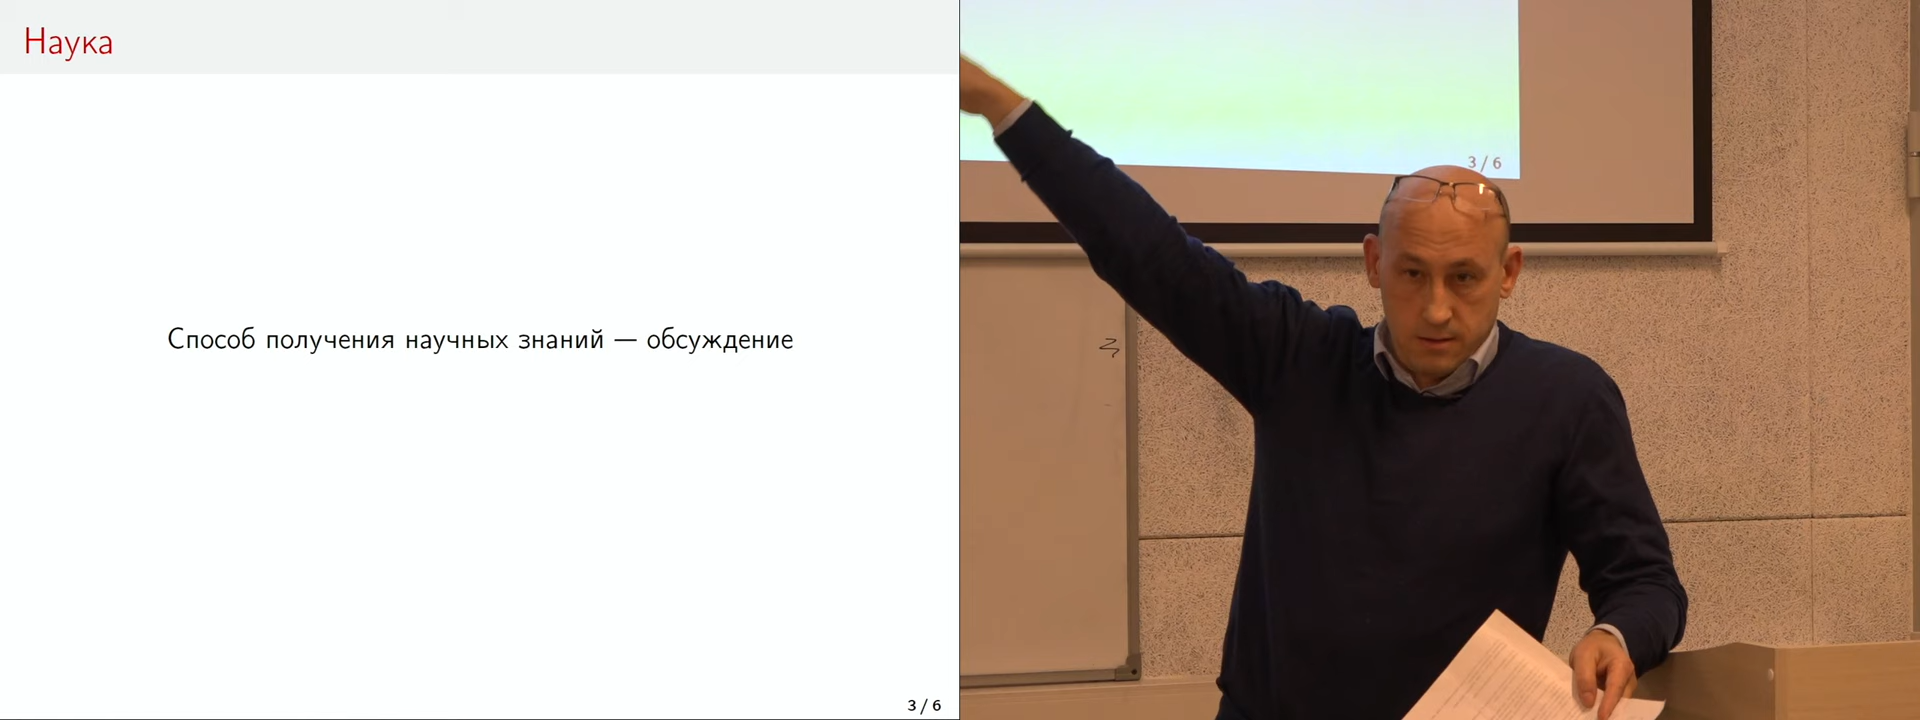 Наука
Способ получения научных знаний — обсуждение
3 / 6
3 / 6